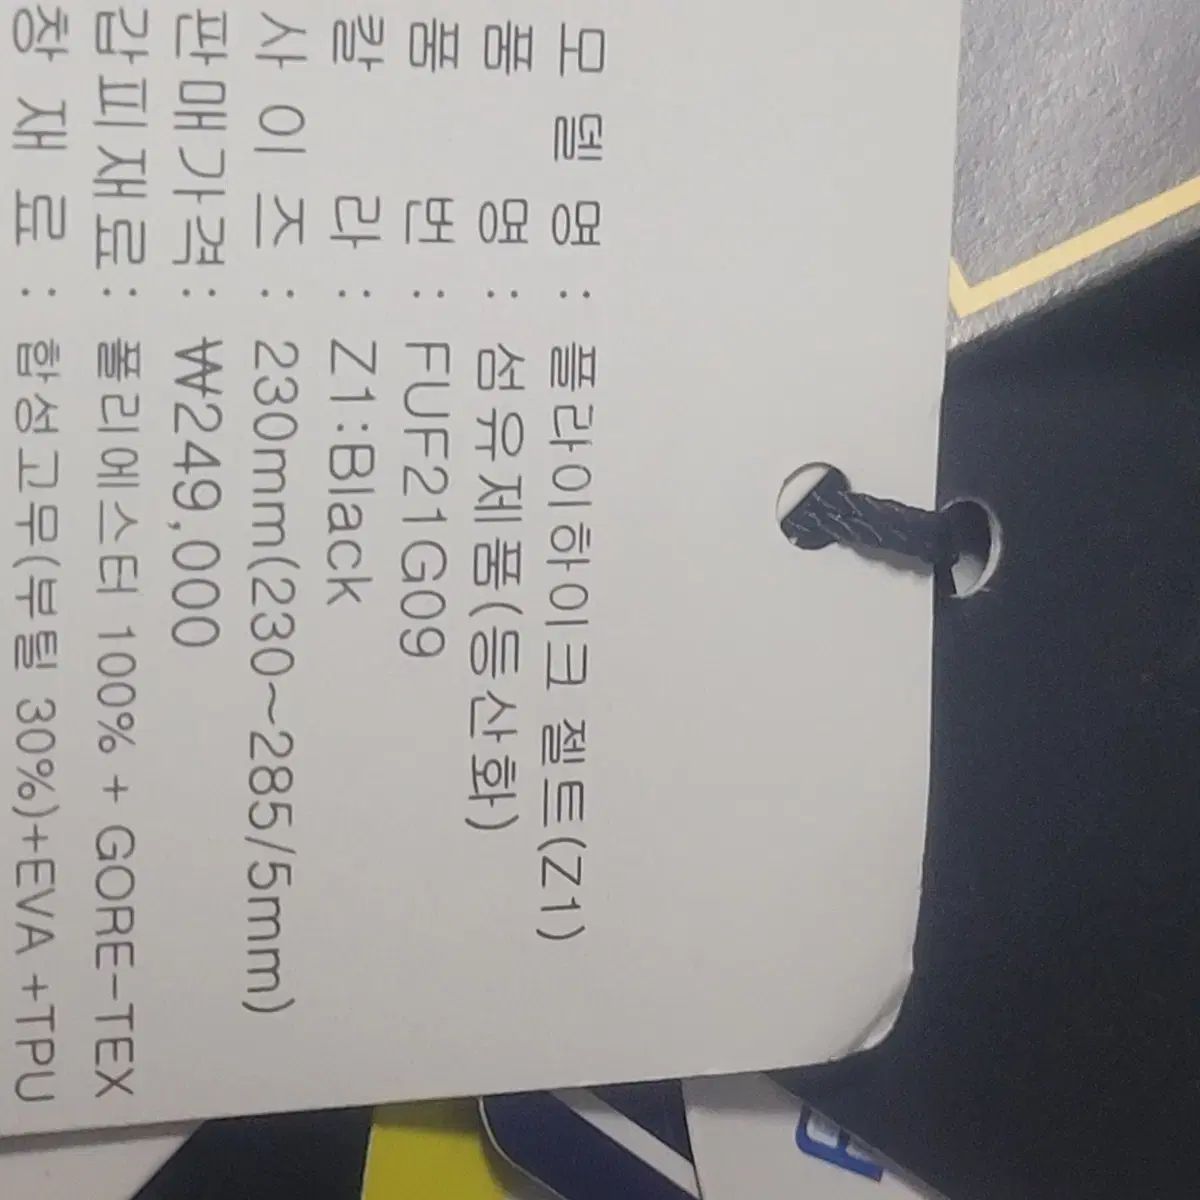 모 델 명 : 플라이하이크 젤트(Z1)
품 명 : 섬유제품(등산화)
품 번 : FUF21G09
칼 라 : Z1:Black
사 이 즈 : 230mm(230~285/5mm)
판매가격 : ₩249,000
갑피재료 : 폴리에스터 100% + GORE-TEX
창 재 료 : 합성고무(부틸 30%)+EVA +TPU